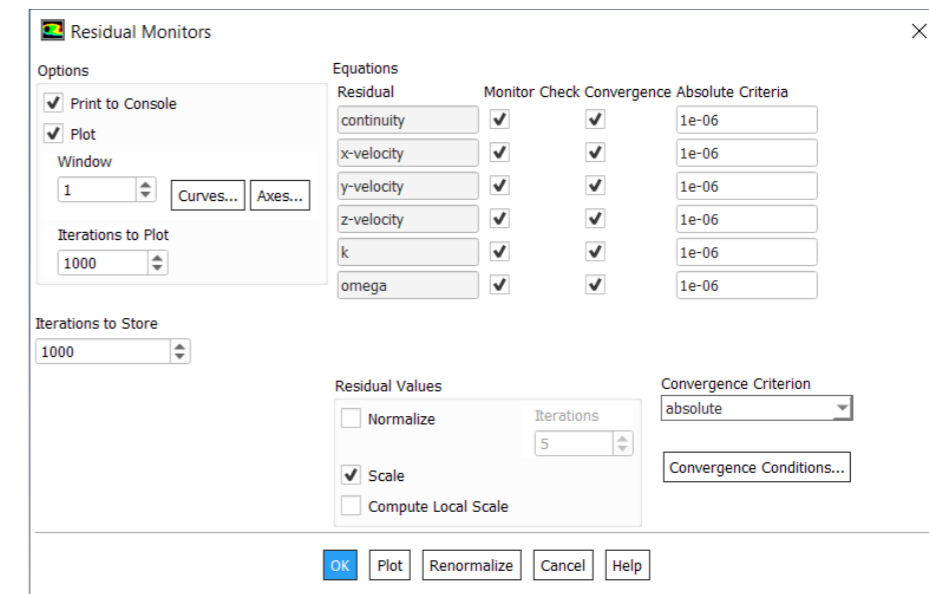 Residual Monitors
Options
Print to Console
Plot
Window
1
Curves... Axes...
Iterations to Plot
1000
Iterations to Store
1000
Equations
Residual Monitor Check Convergence Absolute Criteria
continuity 1e-06
x-velocity 1e-06
y-velocity 1e-06
z-velocity 1e-06
k 1e-06
omega 1e-06
Residual Values
Normalize
Iterations
5
Scale
Compute Local Scale
Convergence Criterion
absolute
Convergence Conditions...
OK Plot Renormalize Cancel Help